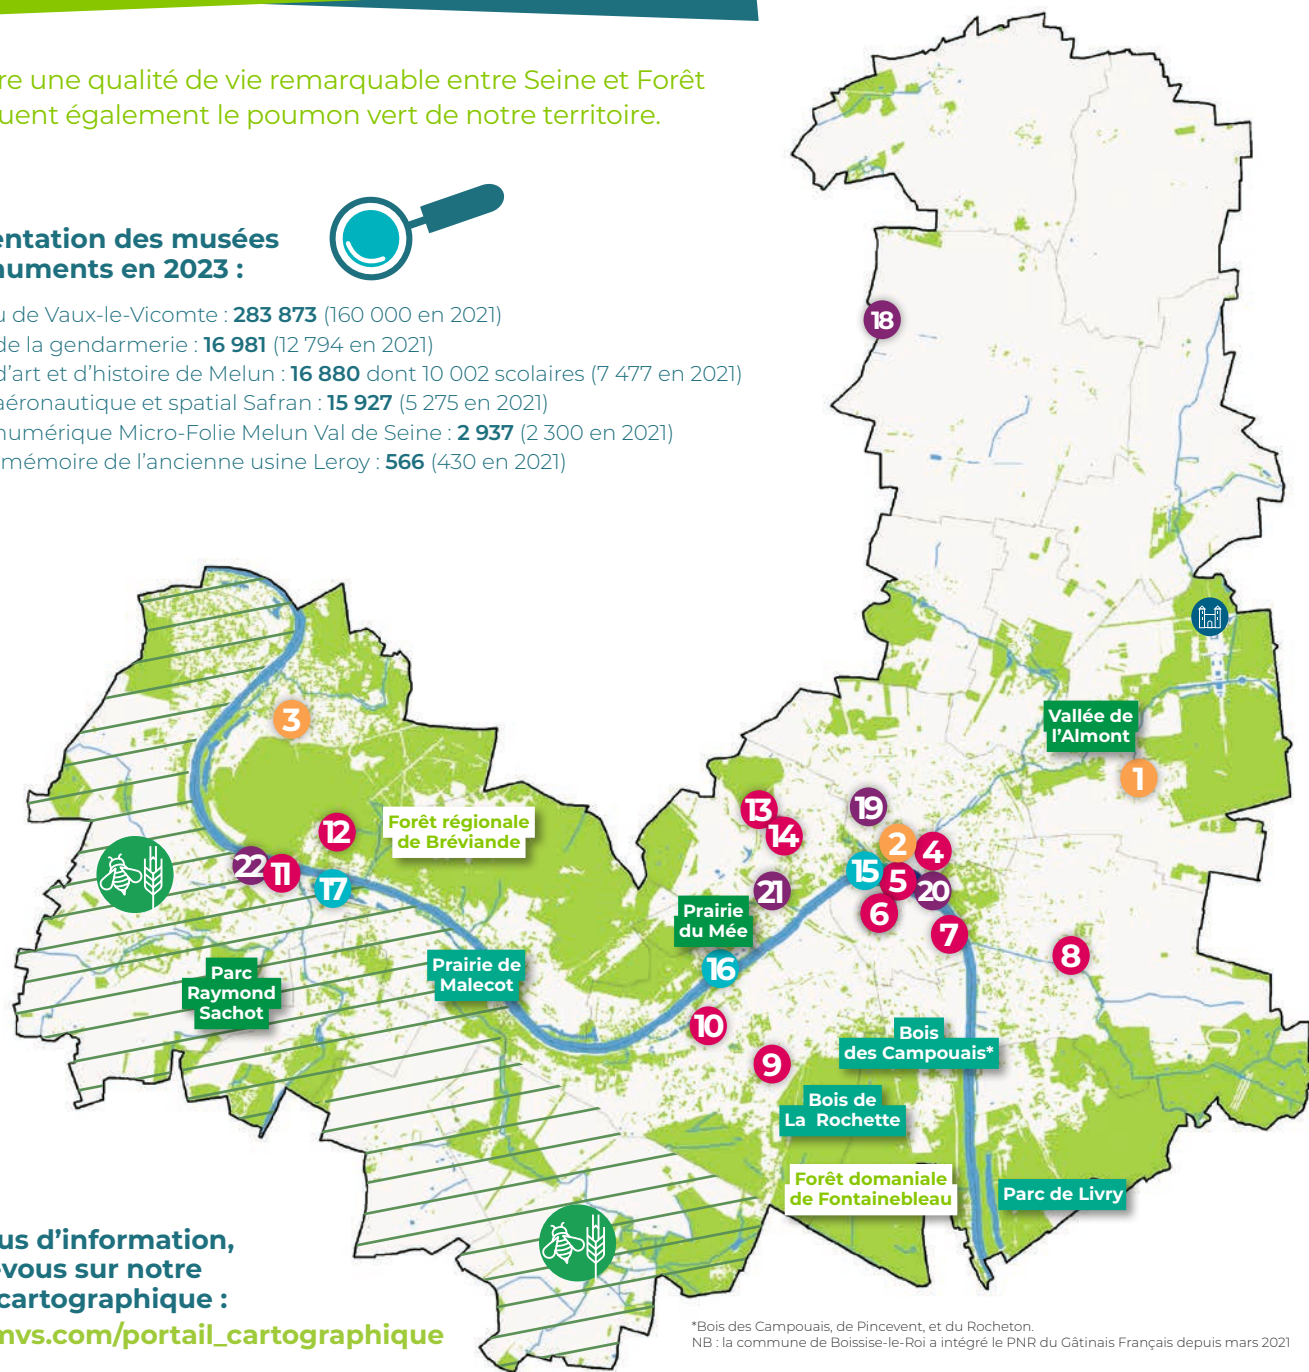 re une qualité de vie remarquable entre Seine et Forêt
uent également le poumon vert de notre territoire.
entation des musées
numents en 2023 :
u de Vaux-le-Vicomte : 283 873 (160 000 en 2021)
de la gendarmerie : 16 981 (12 794 en 2021)
d'art et d'histoire de Melun : 16 880 dont 10 002 scolaires (7 477 en 2021)
aéronautique et spatial Safran : 15 927 (5 275 en 2021)
numérique Micro-Folie Melun Val de Seine : 2 937 (2 300 en 2021)
mémoire de l'ancienne usine Leroy : 566 (430 en 2021)
18
3
Vallée de
l'Almont
1
13
14
19
2
4
12
Forêt régionale
de Bréviande
22
11
17
15
5
20
21
6
7
Prairie
du Mée
8
16
Parc
Raymond
Sachot
Prairie de
Malecot
10
9
Bois
des Campouais*
Bois de
La Rochette
Forêt domaniale
de Fontainebleau
Parc de Livry
us d'information,
-vous sur notre
cartographique :
mvs.com/portail_cartographique
*Bois des Campouais, de Pincevent, et du Rocheton.
NB : la commune de Boissise-le-Roi a intégré le PNR du Gâtinais Français depuis mars 2021